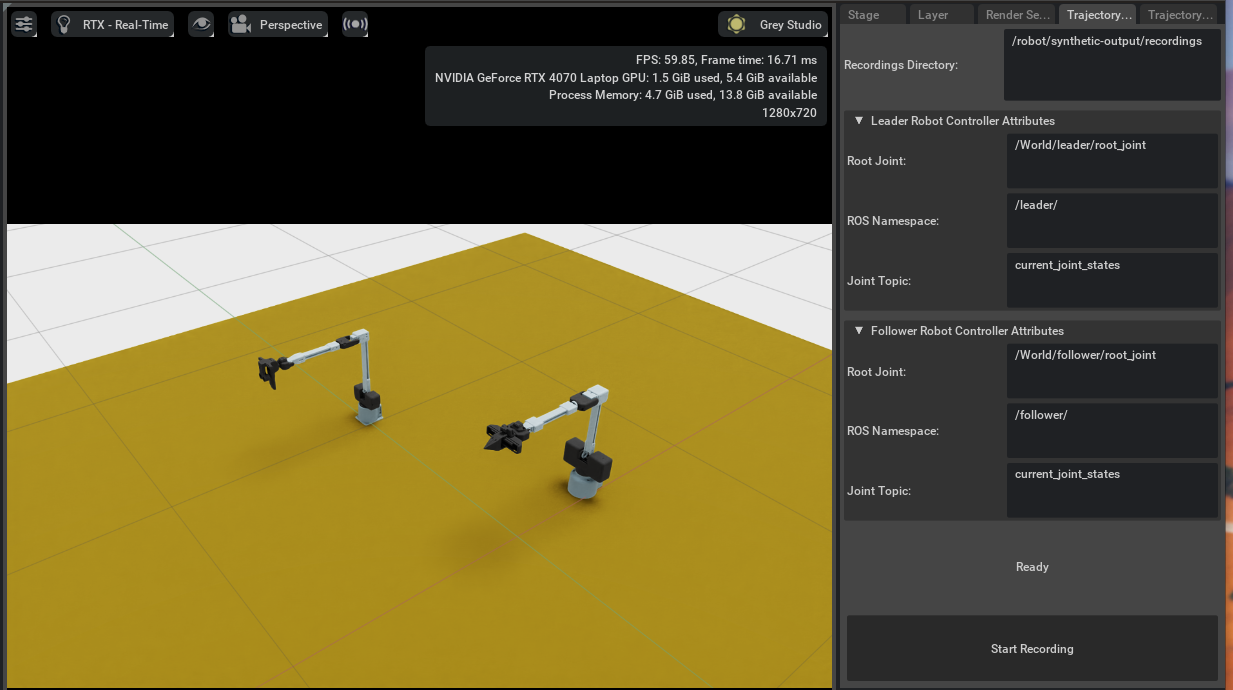 RTX - Real-Time
Perspective
Grey Studio
FPS: 59.85, Frame time: 16.71 ms
NVIDIA GeForce RTX 4070 Laptop GPU: 1.5 GiB used, 5.4 GiB available
Process Memory: 4.7 GiB used, 13.8 GiB available
1280x720
Stage
Layer
Render Se...
Trajectory...
Trajectory...
Recordings Directory:
/robot/synthetic-output/recordings
Leader Robot Controller Attributes
Root Joint:
/World/leader/root_joint
ROS Namespace:
/leader/
Joint Topic:
current_joint_states
Follower Robot Controller Attributes
Root Joint:
/World/follower/root_joint
ROS Namespace:
/follower/
Joint Topic:
current_joint_states
Ready
Start Recording